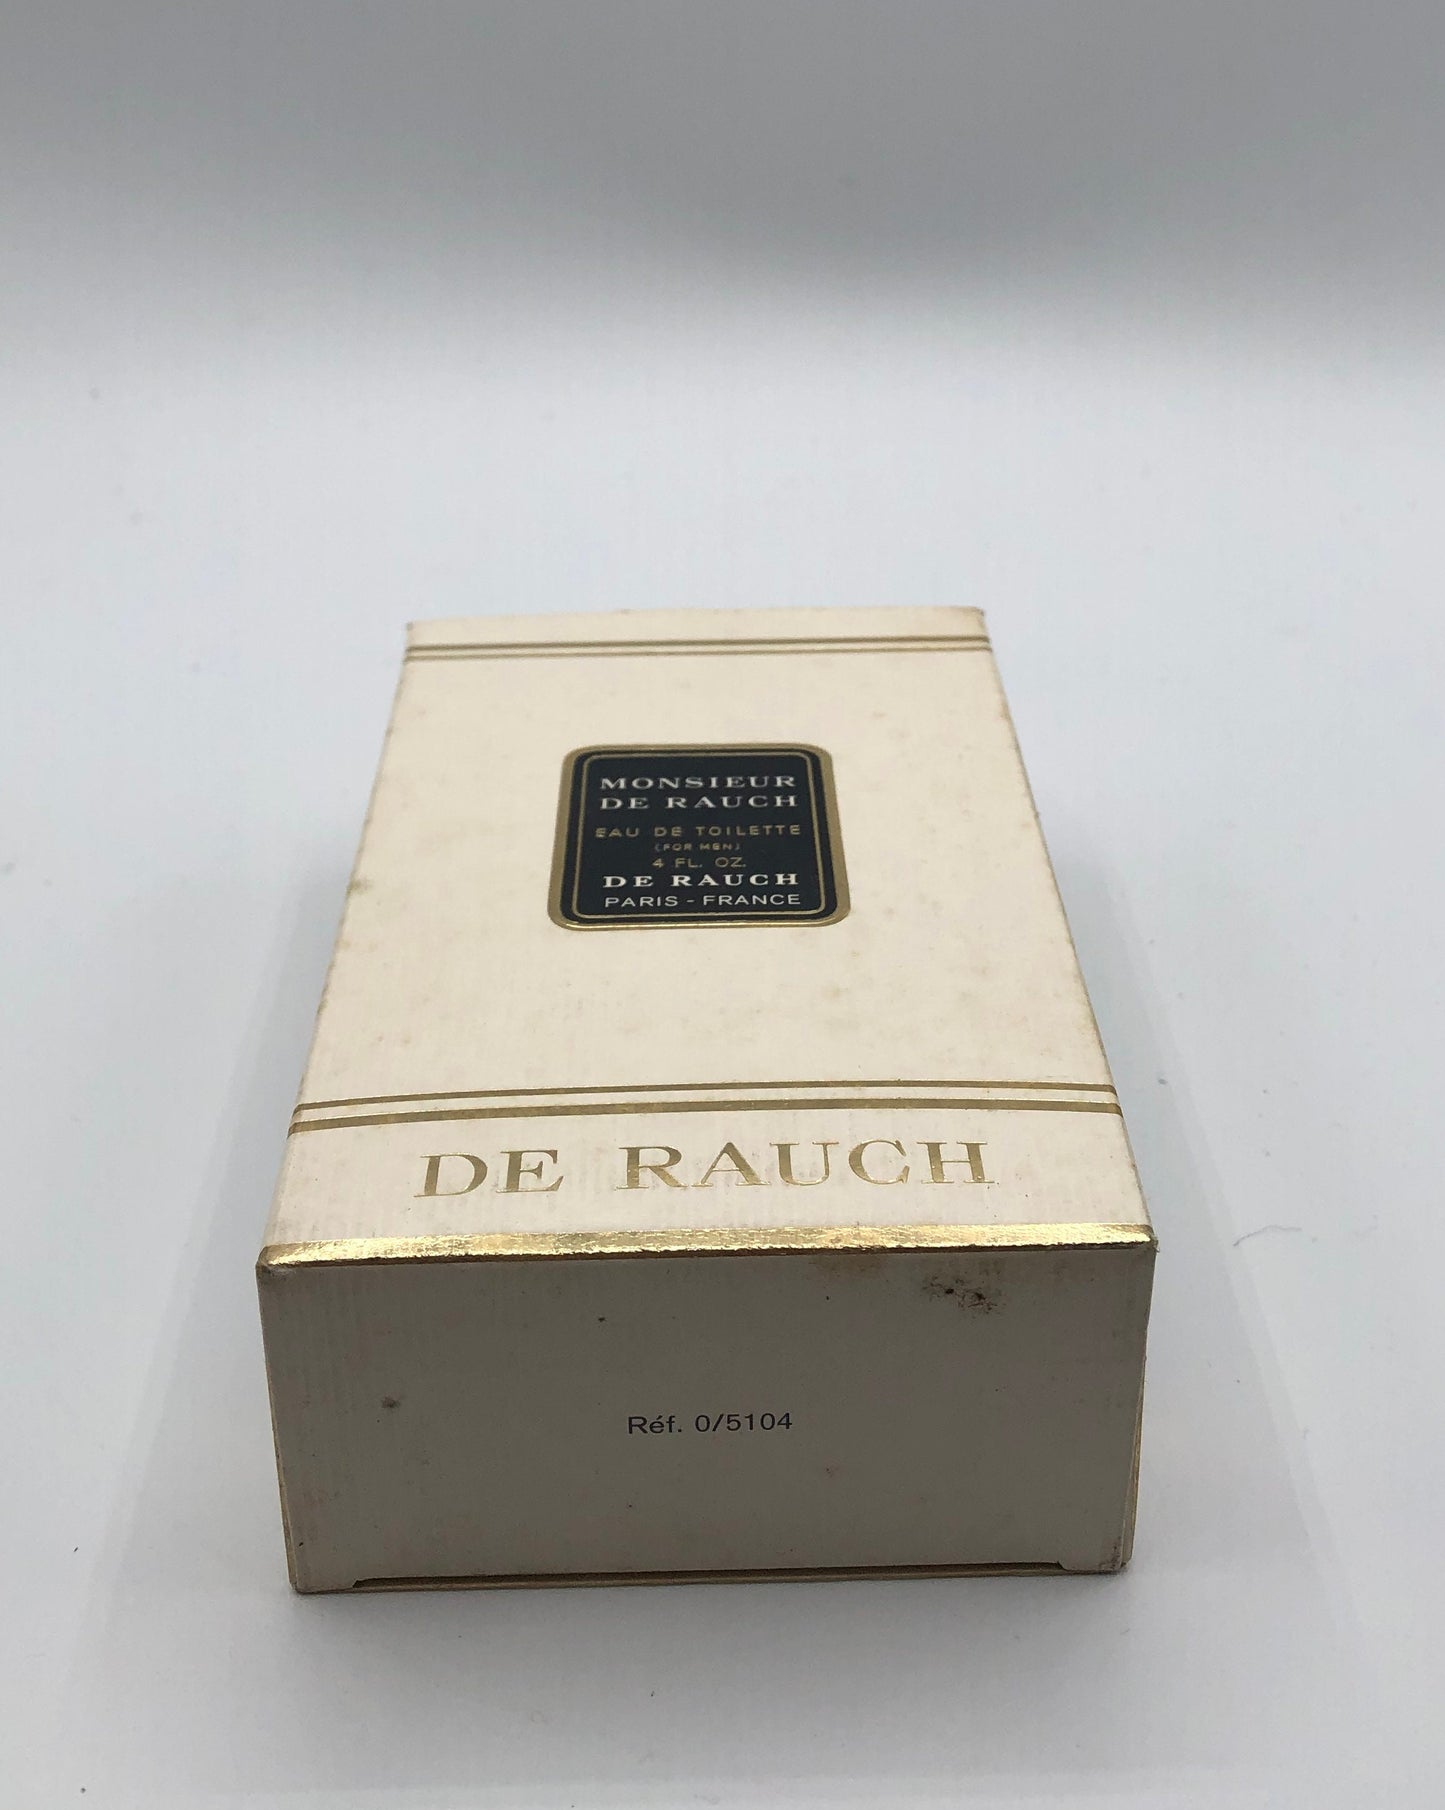 MONSIEUR
DE RAUCH
EAU DE TOILETTE
(FOR MEN)
4 FL. OZ.
DE RAUCH
PARIS - FRANCE
DE RAUCH
Réf. 0/5104